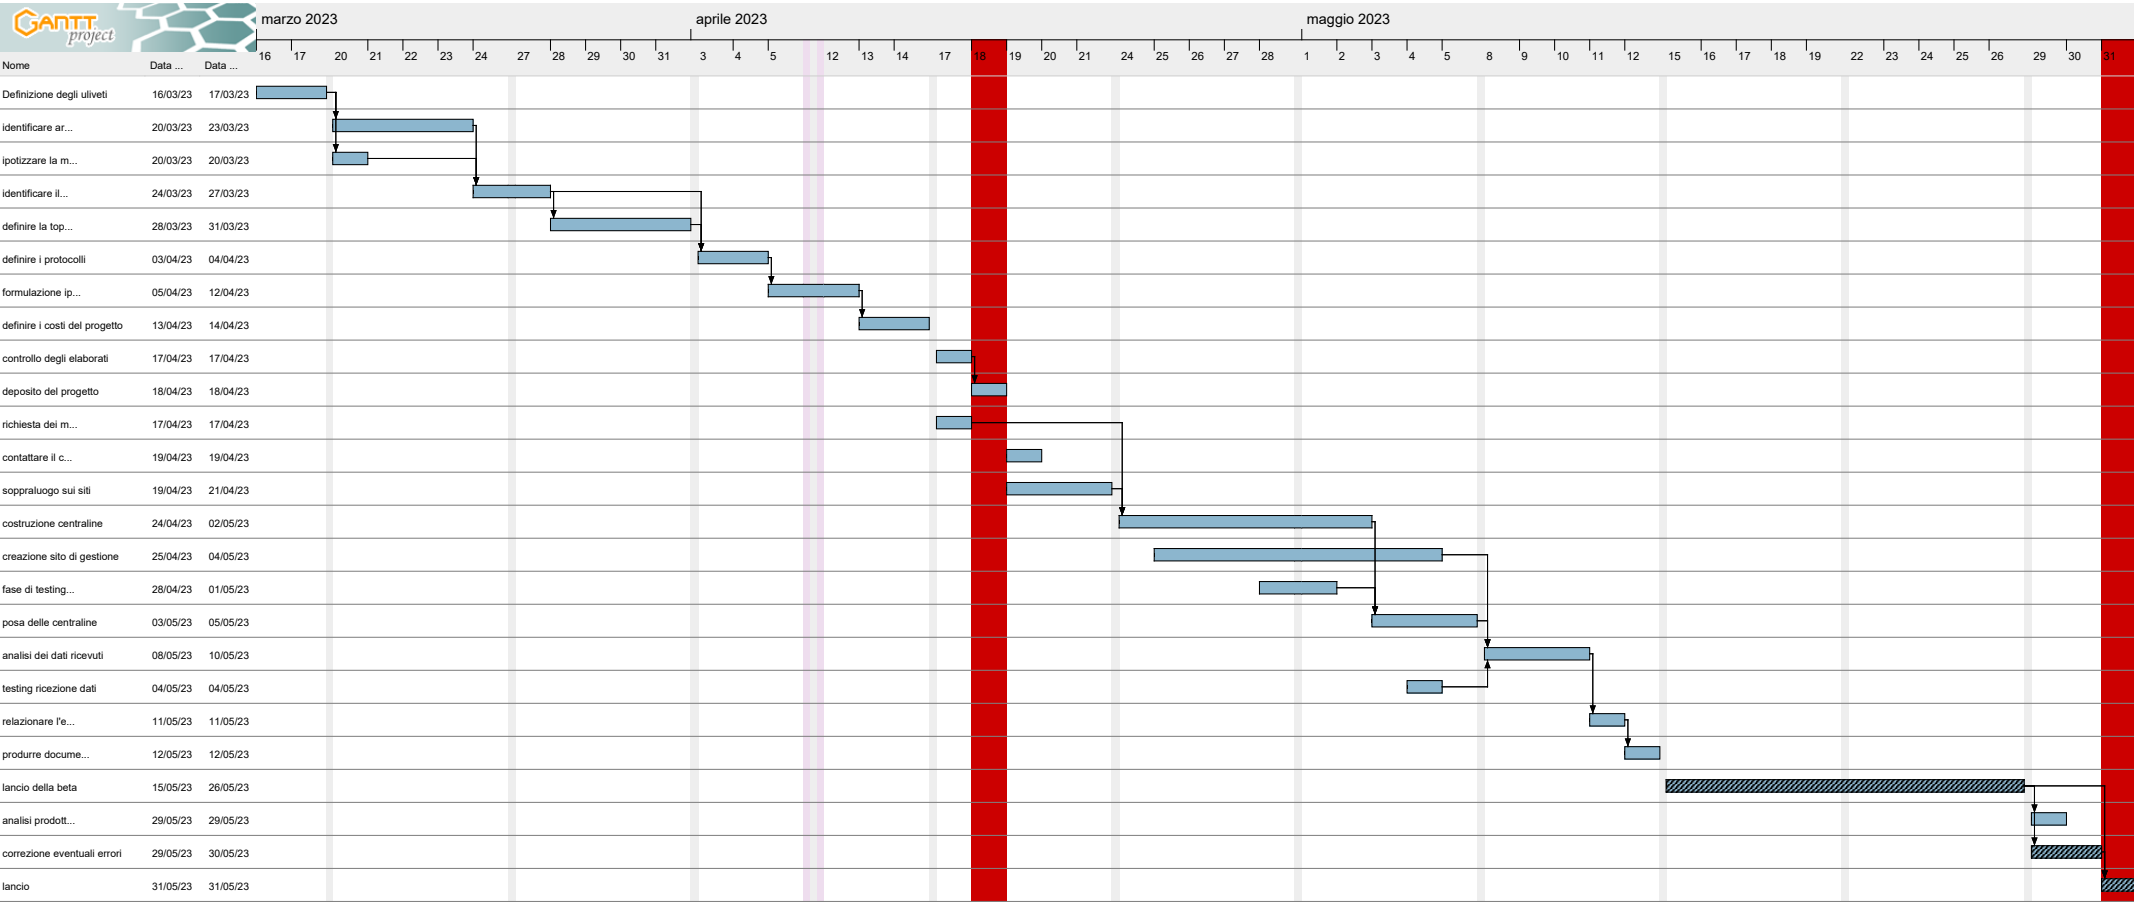 GANTT
project
marzo 2023 aprile 2023 maggio 2023
16 17 20 21 22 23 24 27 28 29 30 31 3 4 5 12 13 14 17 18 19 20 21 24 25 26 27 28 1 2 3 4 5 8 9 10 11 12 15 16 17 18 19 22 23 24 25 26 29 30 31
Nome Data ... Data ...
Definizione degli uliveti 16/03/23 17/03/23
identificare ar... 20/03/23 23/03/23
ipotizzare la m... 20/03/23 20/03/23
identificare il... 24/03/23 27/03/23
definire la top... 28/03/23 31/03/23
definire i protocolli 03/04/23 04/04/23
formulazione ip... 05/04/23 12/04/23
definire i costi del progetto 13/04/23 14/04/23
controllo degli elaborati 17/04/23 17/04/23
deposito del progetto 18/04/23 18/04/23
richiesta dei m... 17/04/23 17/04/23
contattare il c... 19/04/23 19/04/23
soppraluogo sui siti 19/04/23 21/04/23
costruzione centraline 24/04/23 02/05/23
creazione sito di gestione 25/04/23 04/05/23
fase di testing... 28/04/23 01/05/23
posa delle centraline 03/05/23 05/05/23
analisi dei dati ricevuti 08/05/23 10/05/23
testing ricezione dati 04/05/23 04/05/23
relazionare l'e... 11/05/23 11/05/23
produrre docume... 12/05/23 12/05/23
lancio della beta 15/05/23 26/05/23
analisi prodott... 29/05/23 29/05/23
correzione eventuali errori 29/05/23 30/05/23
lancio 31/05/23 31/05/23